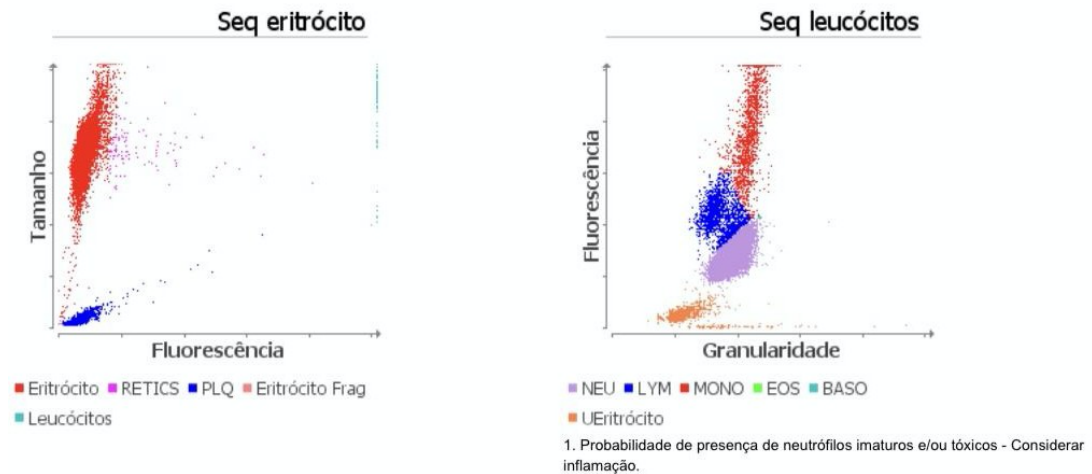 Seq eritrócito
Tamanho
Fluorescência
Eritrócito RETICS PLQ Eritrócito Frag
Leucócitos
Seq leucócitos
Fluorescência
Granularidade
NEU LYM MONO EOS BASO
UEritrócito
1. Probabilidade de presença de neutrófilos imaturos e/ou tóxicos - Considerar
inflamação.